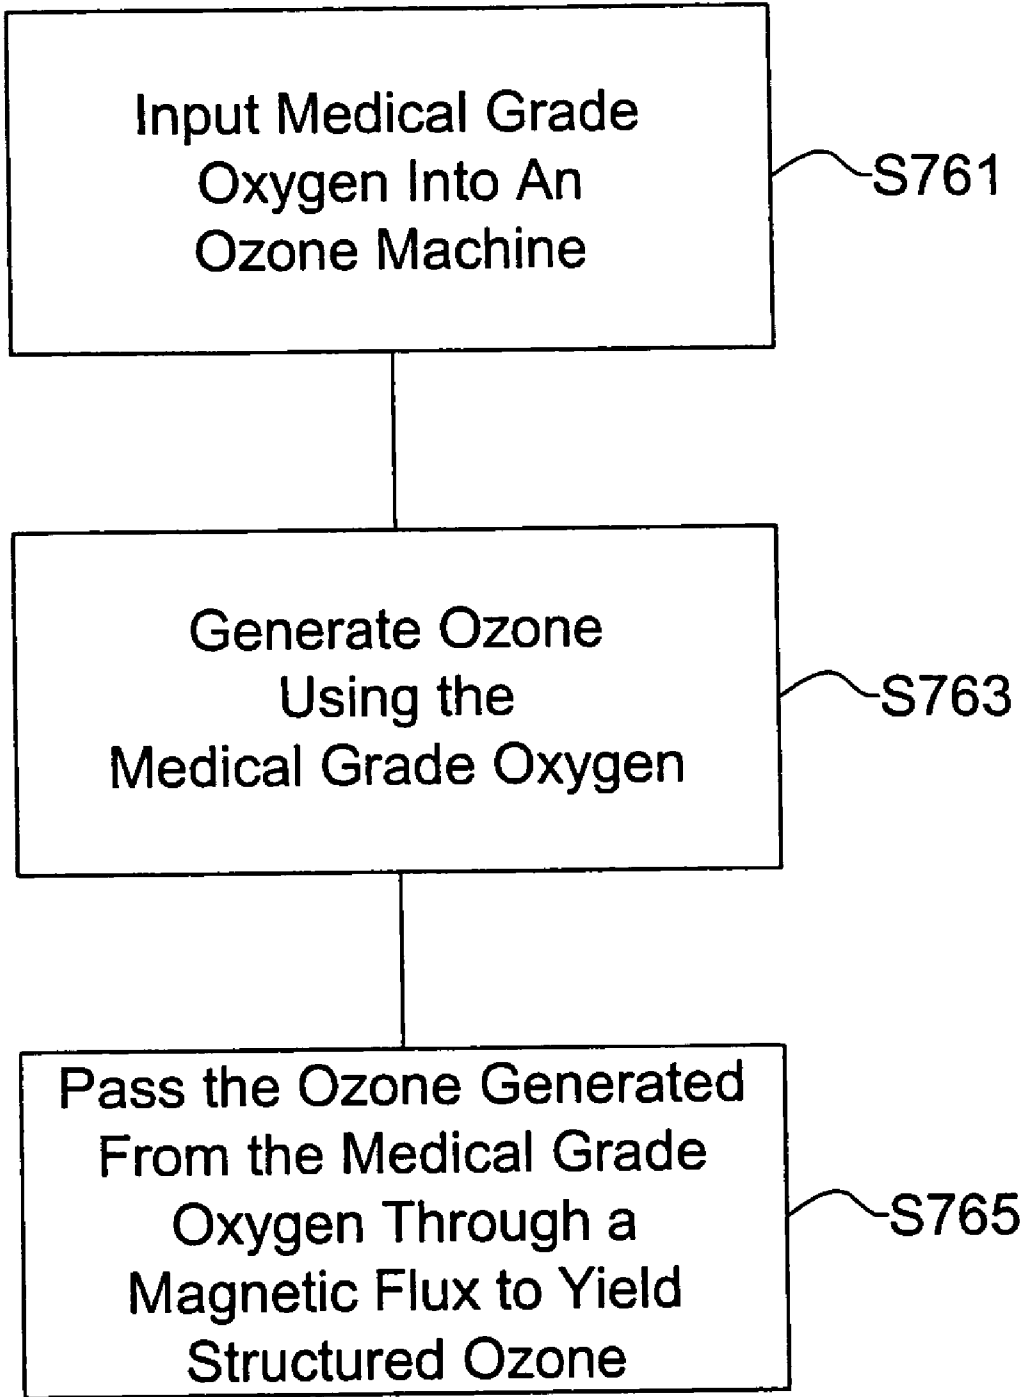 Input Medical Grade
Oxygen Into An
Ozone Machine
S761
Generate Ozone
Using the
Medical Grade Oxygen
S763
Pass the Ozone Generated
From the Medical Grade
Oxygen Through a
Magnetic Flux to Yield
Structured Ozone
S765